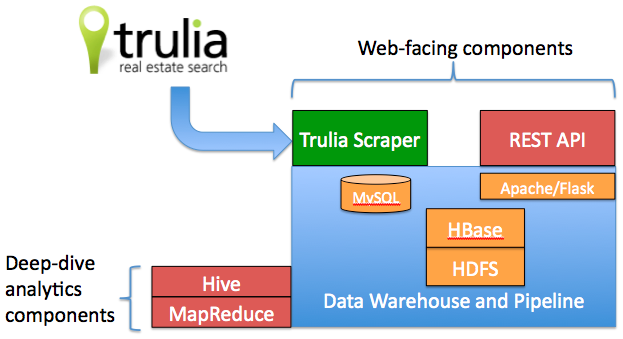 trulia
real estate search
Web-facing components
Trulia Scraper
REST API
MySQL
Apache/Flask
HBase
HDFS
Deep-dive
analytics
components
Hive
MapReduce
Data Warehouse and Pipeline